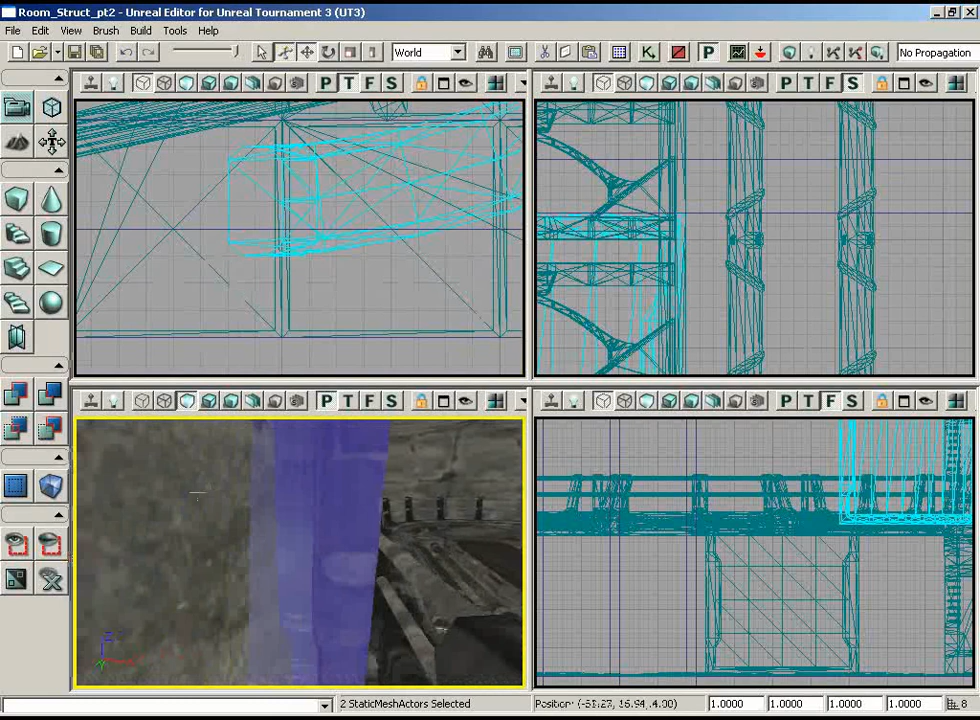 Room_Struct_pt2 - Unreal Editor for Unreal Tournament 3 (UT3)
File Edit View Brush Build Tools Help
World
P
No Propagation
P T F S
P T F S
P T F S
P T F S
2 StaticMeshActors Selected
1.0000 1.0000 1.0000 1.0000 8